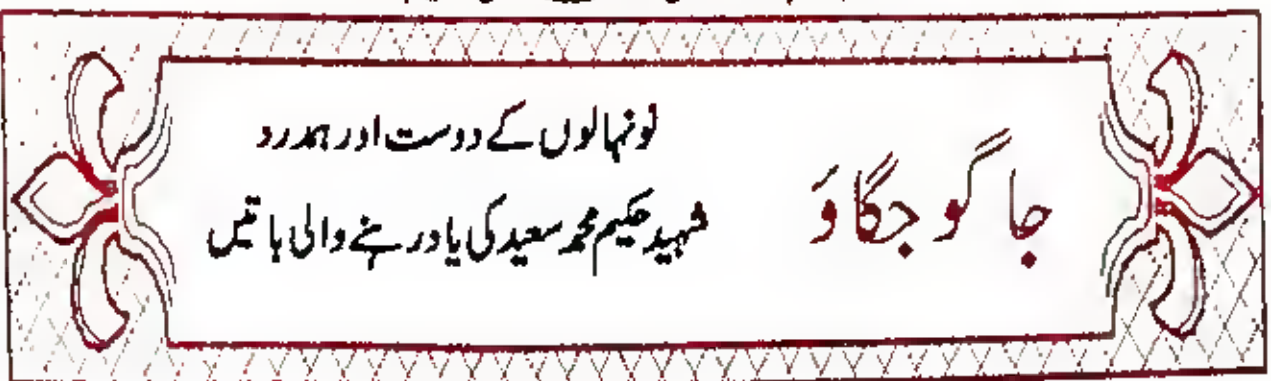 جاگو جگاؤ
نونہالوں کے دوست اور ہمدرد
شہید حکیم محمد سعید کی یاد رہنے والی باتیں